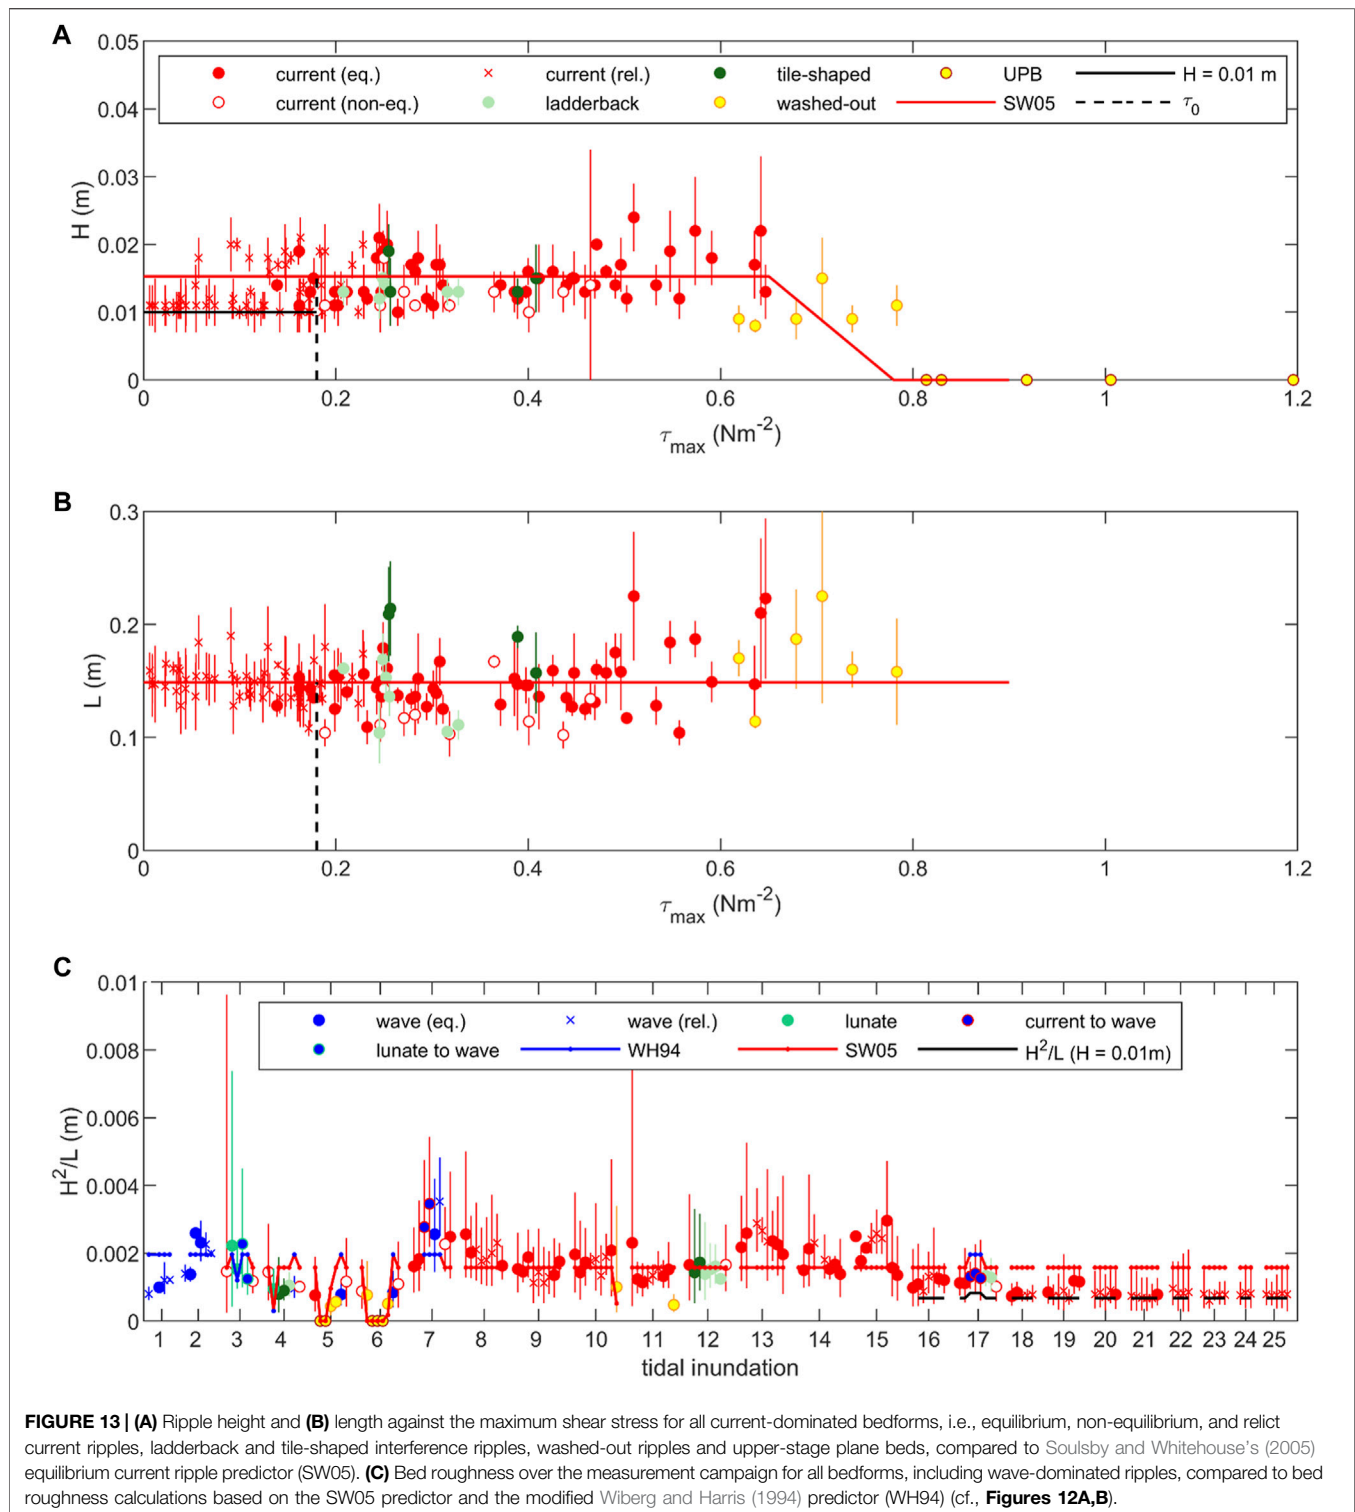 A
0.05
0.04
0.03
0.02
0.01
0
H (m)
current (eq.) current (rel.) tile-shaped UPB H = 0.01 m
current (non-eq.) ladderback washed-out SW05 τ0
0 0.2 0.4 0.6 0.8 1 1.2
τmax (Nm-2)
B
0.3
0.2
0.1
0
L (m)
0 0.2 0.4 0.6 0.8 1 1.2
τmax (Nm-2)
C
0.01
0.008
0.006
0.004
0.002
0
H2/L (m)
wave (eq.) wave (rel.) lunate current to wave
lunate to wave WH94 SW05 H2/L (H = 0.01m)
1 2 3 4 5 6 7 8 9 10 11 12 13 14 15 16 17 18 19 20 21 22 23 24 25
tidal inundation
FIGURE 13 | (A) Ripple height and (B) length against the maximum shear stress for all current-dominated bedforms, i.e., equilibrium, non-equilibrium, and relict
current ripples, ladderback and tile-shaped interference ripples, washed-out ripples and upper-stage plane beds, compared to Soulsby and Whitehouse's (2005)
equilibrium current ripple predictor (SW05). (C) Bed roughness over the measurement campaign for all bedforms, including wave-dominated ripples, compared to bed
roughness calculations based on the SW05 predictor and the modified Wiberg and Harris (1994) predictor (WH94) (cf., Figures 12A,B).